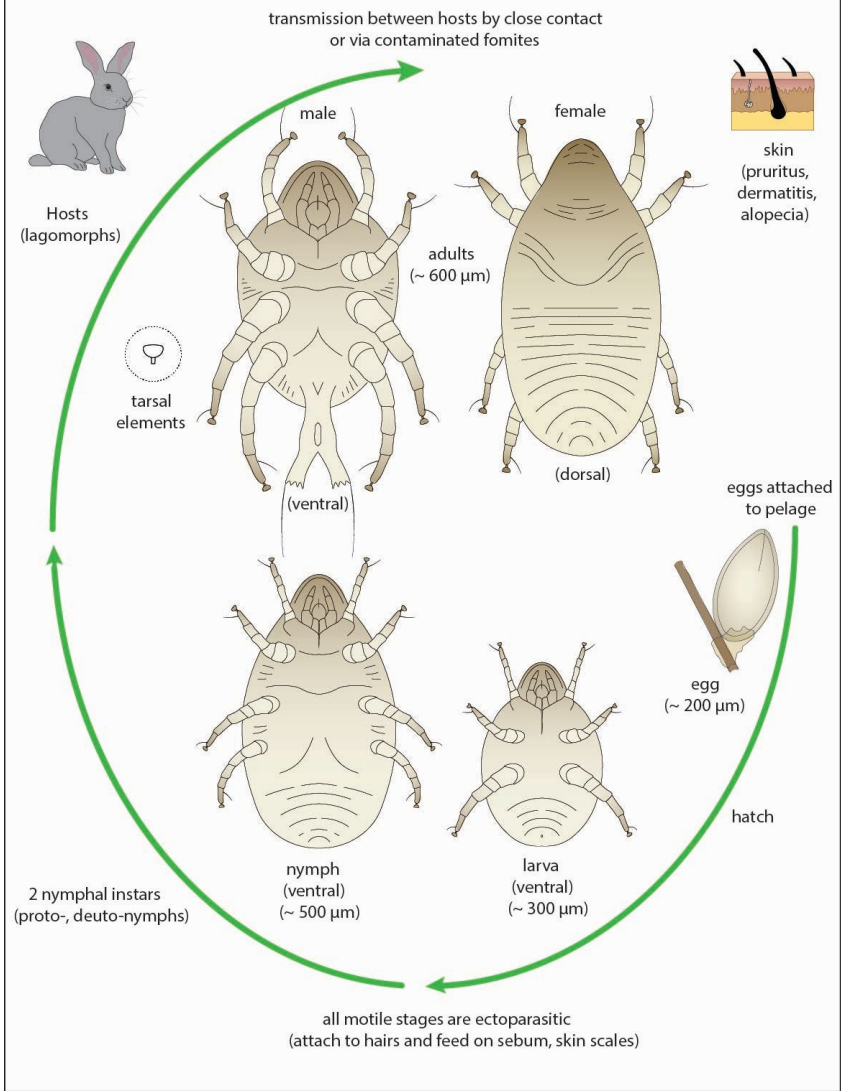 transmission between hosts by close contact
or via contaminated fomites
male
female
skin
(pruritus,
dermatitis,
alopecia)
Hosts
(lagomorphs)
adults
(~ 600 µm)
tarsal
elements
(ventral)
(dorsal)
eggs attached
to pelage
egg
(~ 200 µm)
hatch
nymph
(ventral)
(~ 500 µm)
larva
(ventral)
(~ 300 µm)
2 nymphal instars
(proto-, deuto-nymphs)
all motile stages are ectoparasitic
(attach to hairs and feed on sebum, skin scales)